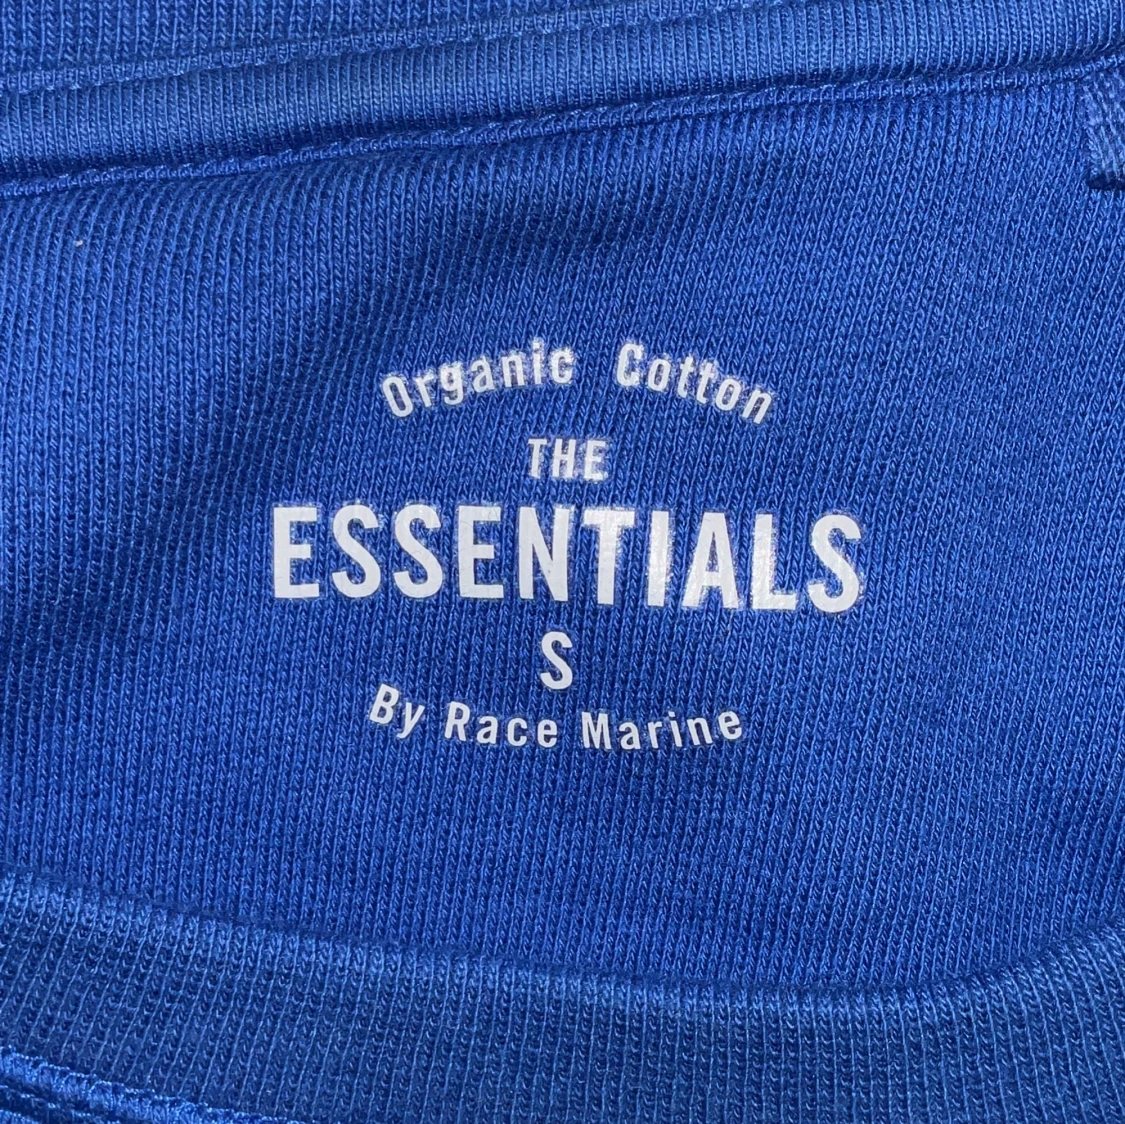 Organic Cotton
THE
ESSENTIALS
S
By Race Marine